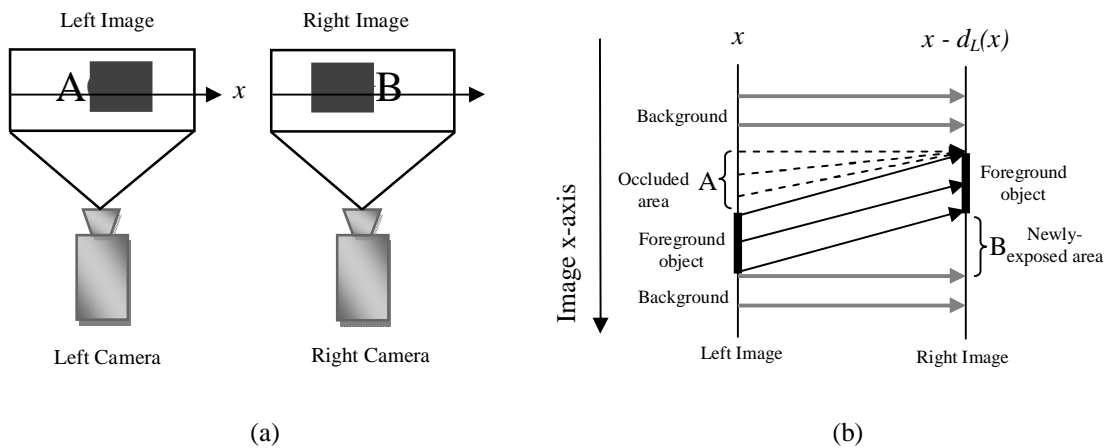 Left Image
Right Image
A
B
x
Left Camera
Right Camera
(a)
x
x - d_L(x)
Image x-axis
Background
Occluded
area
A
Foreground
object
Foreground
object
B
Newly-
exposed area
Background
Left Image
Right Image
(b)